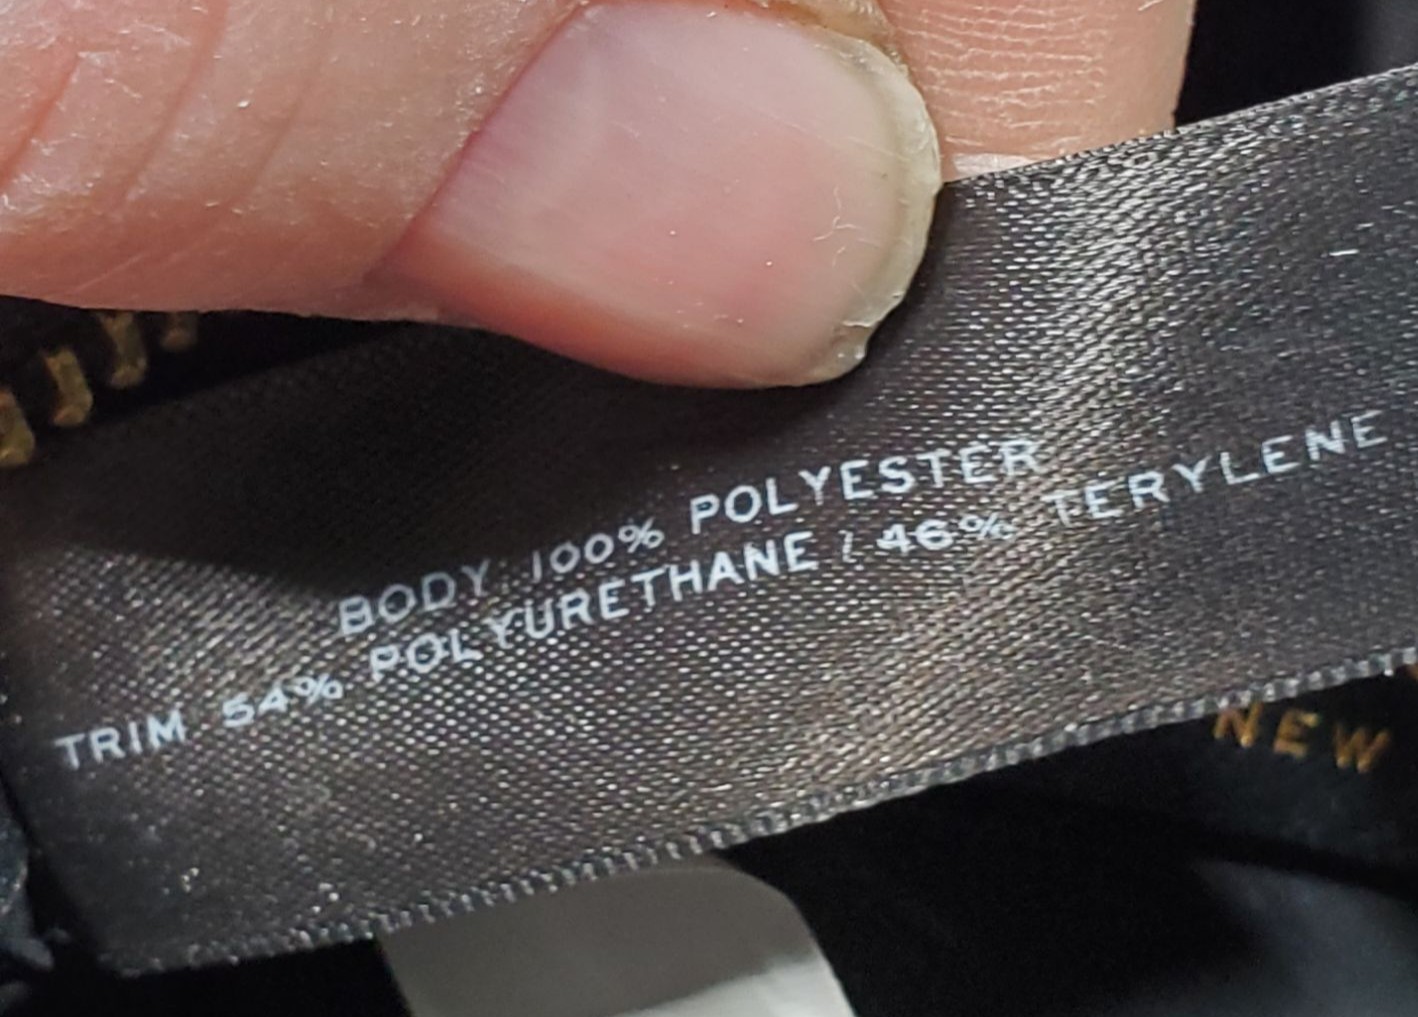 BODY 100% POLYESTER
TRIM 54% POLYURETHANE / 46% TERYLENE
NEW